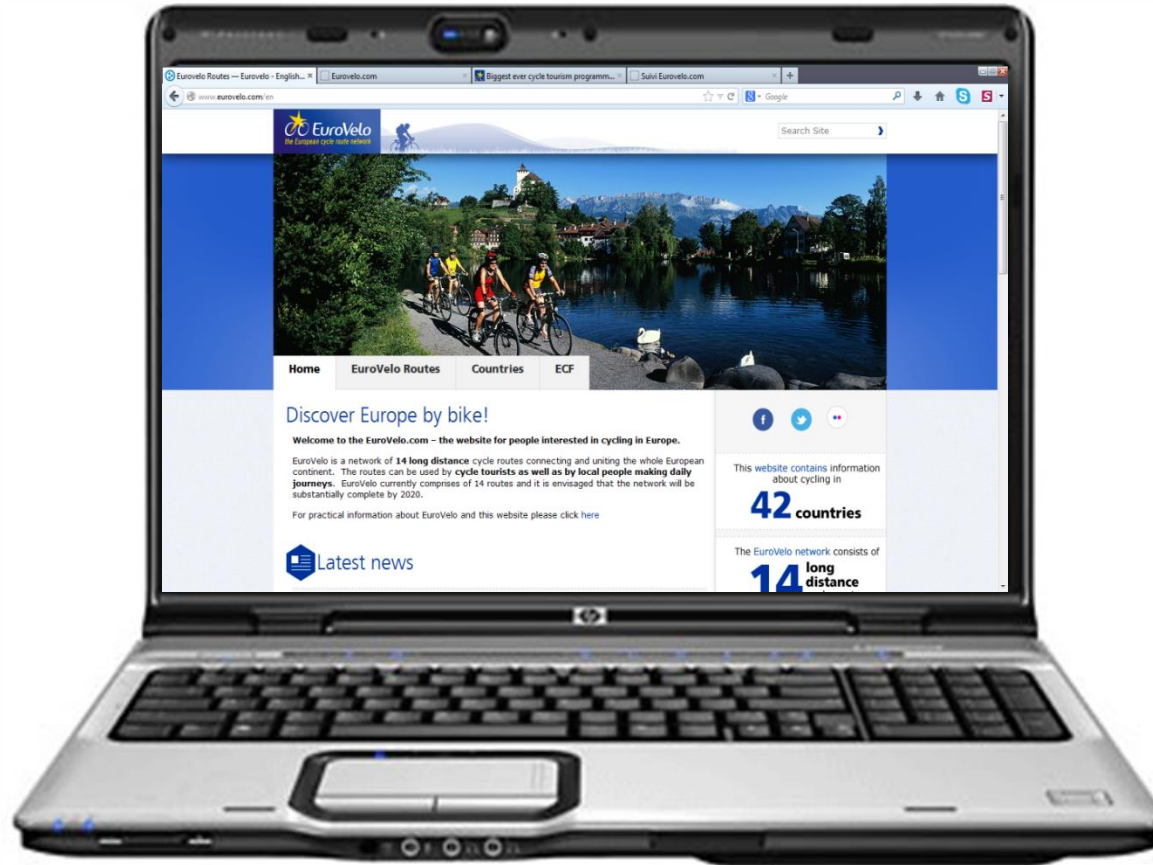 Eurovelo Routes — Eurovelo - English...
Eurovelo.com
Biggest ever cycle tourism programm...
Suivi Eurovelo.com
www.eurovelo.com/en
Google
EuroVelo
the European cycle route network
Search Site
Home
EuroVelo Routes
Countries
ECF
Discover Europe by bike!
Welcome to the EuroVelo.com – the website for people interested in cycling in Europe.
EuroVelo is a network of 14 long distance cycle routes connecting and uniting the whole European
continent. The routes can be used by cycle tourists as well as by local people making daily
journeys. EuroVelo currently comprises of 14 routes and it is envisaged that the network will be
substantially complete by 2020.
For practical information about EuroVelo and this website please click here
Latest news
This website contains information
about cycling in
42 countries
The EuroVelo network consists of
14 long
distance
hp